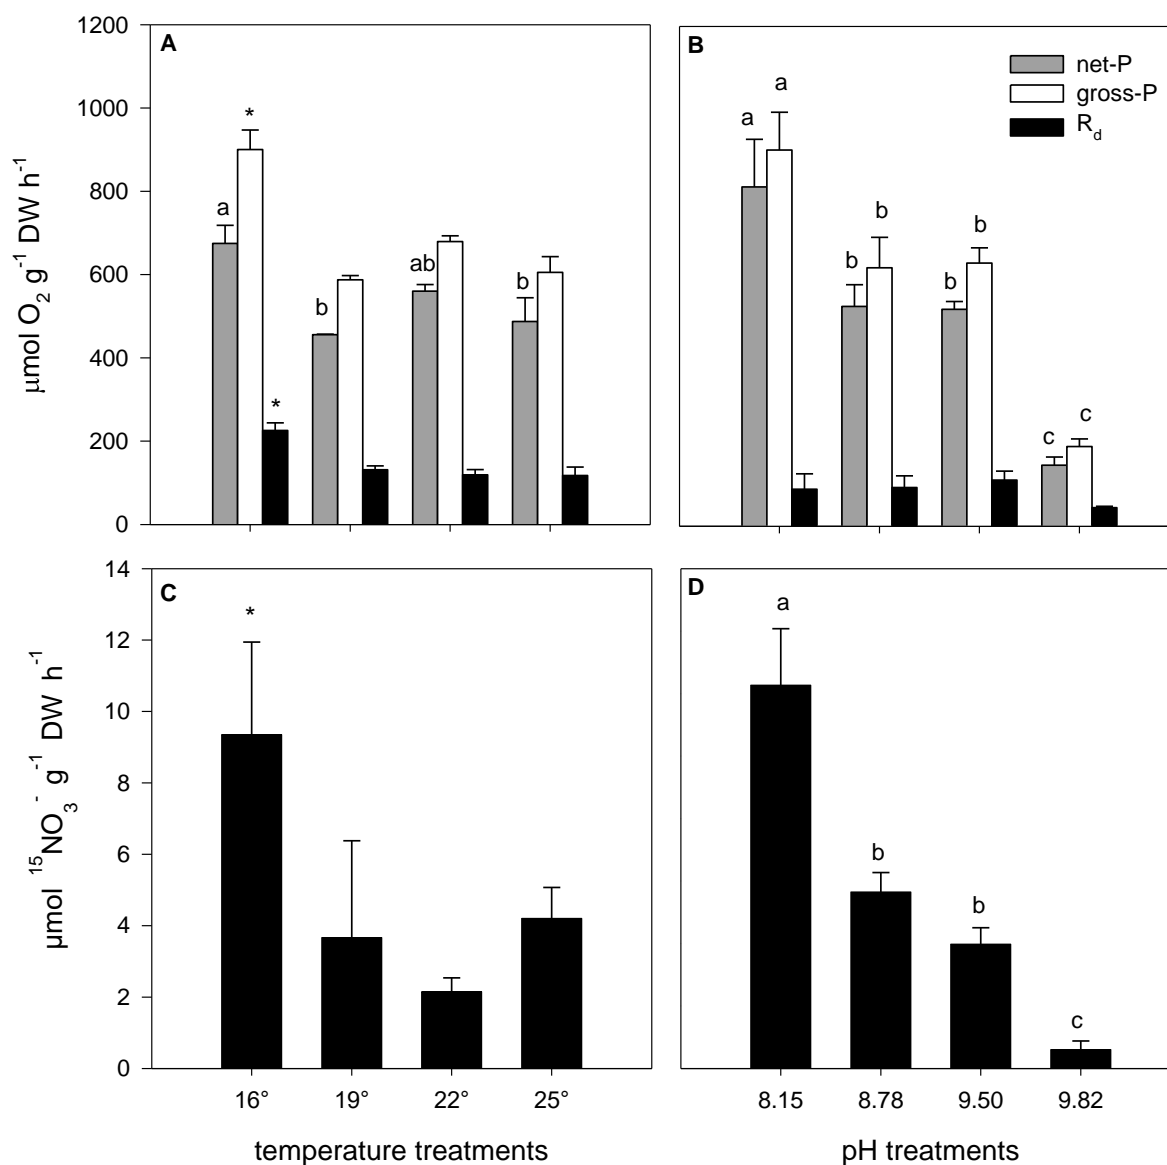 A
B
1200
1000
800
600
400
200
0
μmol O₂ g⁻¹ DW h⁻¹
a
*
*
b
ab
b
net-P
gross-P
R_d
a
a
b
b
b
b
c
c
C
D
14
12
10
8
6
4
2
0
μmol ¹⁵NO₃⁻ g⁻¹ DW h⁻¹
*
a
b
b
c
16° 19° 22° 25°
8.15 8.78 9.50 9.82
temperature treatments
pH treatments